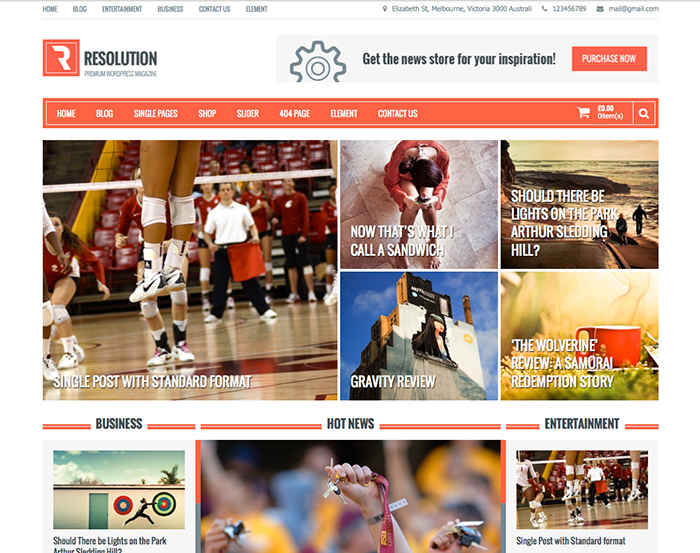 HOME BLOG ENTERTAINMENT BUSINESS CONTACT US ELEMENT
Elizabeth St, Melbourne, Victoria 3000 Australi 123456789 mail@gmail.com
R RESOLUTION
PREMIUM WORDPRESS MAGAZINE
Get the news store for your inspiration!
PURCHASE NOW
HOME BLOG SINGLE PAGES SHOP SLIDER 404 PAGE ELEMENT CONTACT US
£0.00
0item(s)
SINGLE POST WITH STANDARD FORMAT
NOW THAT'S WHAT I
CALL A SANDWICH
SHOULD THERE BE
LIGHTS ON THE PARK
ARTHUR SLEDDING
HILL?
GRAVITY REVIEW
'THE WOLVERINE'
REVIEW: A SAMURAI
REDEMPTION STORY
BUSINESS
HOT NEWS
ENTERTAINMENT
Should There be Lights on the Park
Arthur Sledding Hill?
Single Post with Standard format